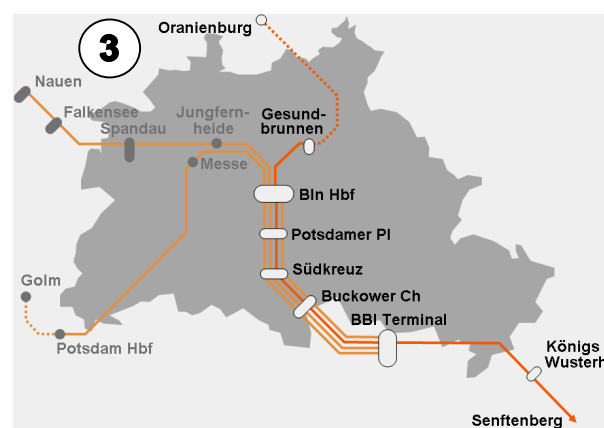 Oranienburg
3
Nauen
Falkensee
Spandau
Jungfern-
heide
Gesund-
brunnen
Messe
Bln Hbf
Potsdamer Pl
Südkreuz
Golm
Buckower Ch
BBI Terminal
Potsdam Hbf
Königs
Wusterh
Senftenberg